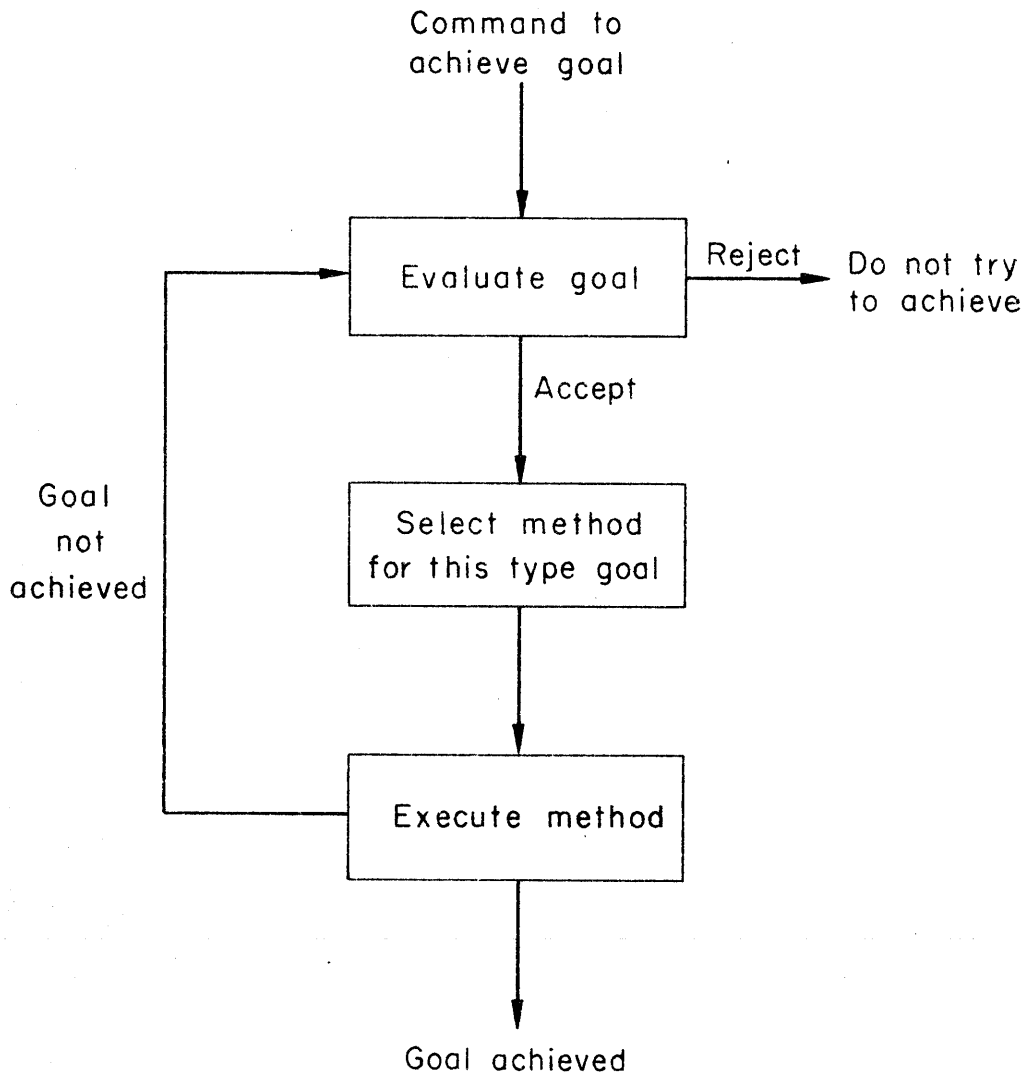 Command to
achieve goal
Evaluate goal
Reject
Do not try
to achieve
Accept
Goal
not
achieved
Select method
for this type goal
Execute method
Goal achieved